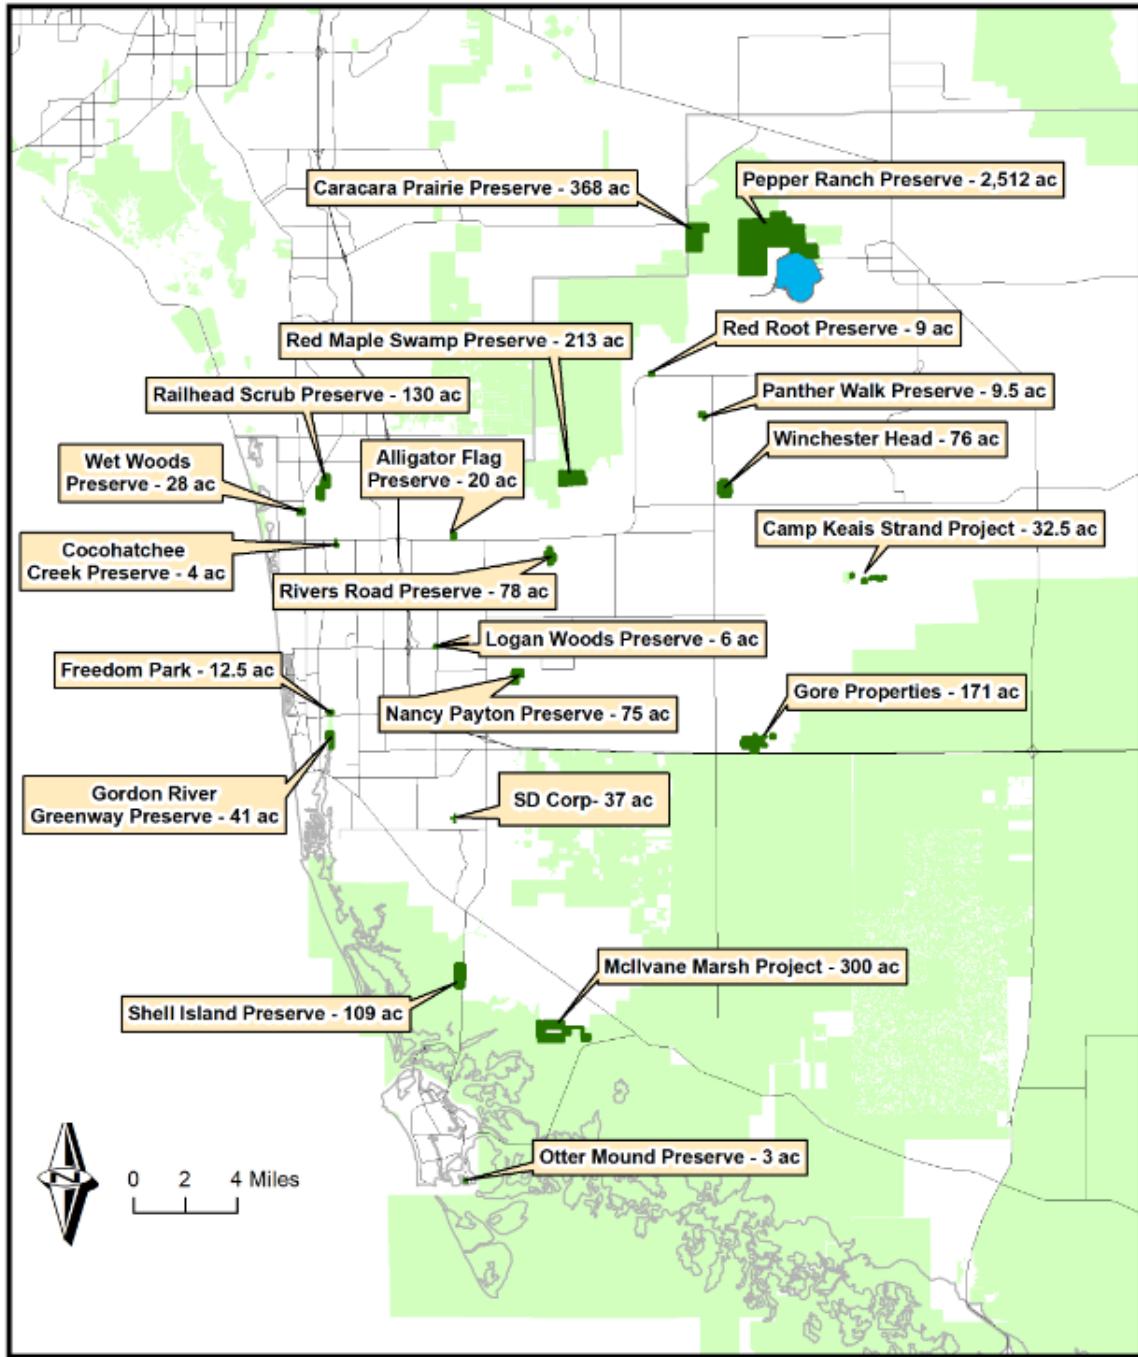 Caracara Prairie Preserve - 368 ac
Pepper Ranch Preserve - 2,512 ac
Red Maple Swamp Preserve - 213 ac
Red Root Preserve - 9 ac
Railhead Scrub Preserve - 130 ac
Panther Walk Preserve - 9.5 ac
Wet Woods
Preserve - 28 ac
Alligator Flag
Preserve - 20 ac
Winchester Head - 76 ac
Cocohatchee
Creek Preserve - 4 ac
Camp Keais Strand Project - 32.5 ac
Rivers Road Preserve - 78 ac
Logan Woods Preserve - 6 ac
Freedom Park - 12.5 ac
Nancy Payton Preserve - 75 ac
Gore Properties - 171 ac
Gordon River
Greenway Preserve - 41 ac
SD Corp- 37 ac
McIlvane Marsh Project - 300 ac
Shell Island Preserve - 109 ac
Otter Mound Preserve - 3 ac
N
0 2 4 Miles